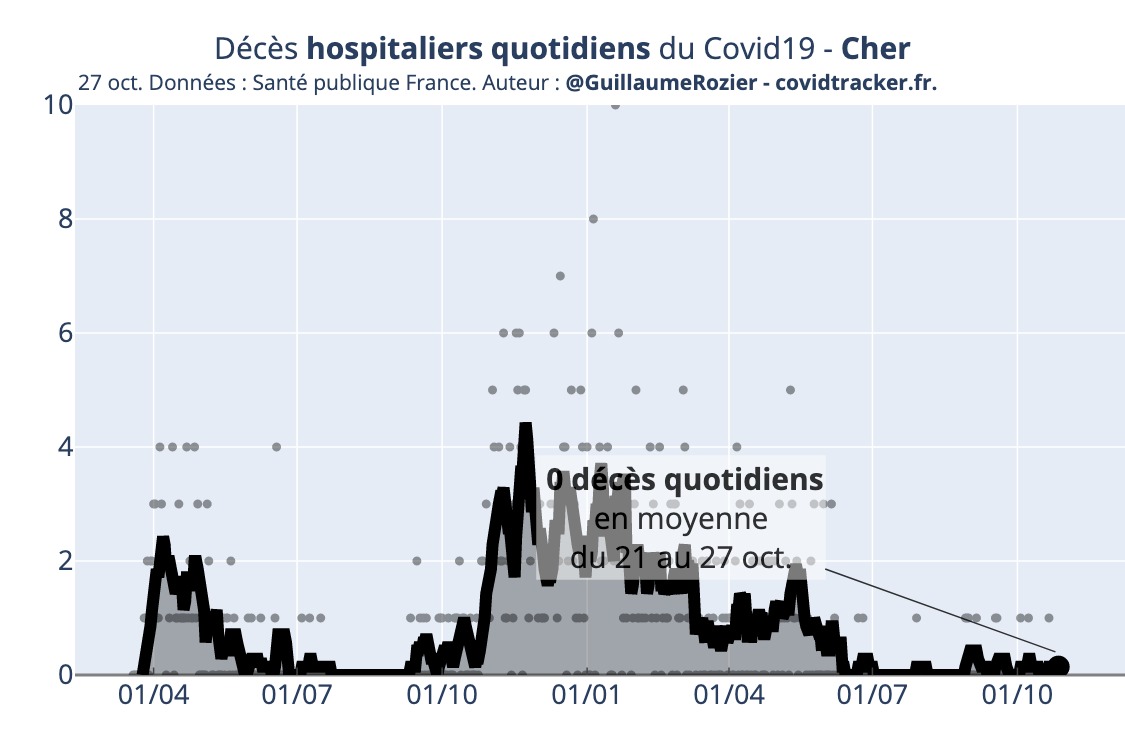 Décès hospitaliers quotidiens du Covid19 - Cher
27 oct. Données : Santé publique France. Auteur : @GuillaumeRozier - covidtracker.fr.
10
8
6
4
2
0
0 décès quotidiens
en moyenne
du 21 au 27 oct.
01/04 01/07 01/10 01/01 01/04 01/07 01/10